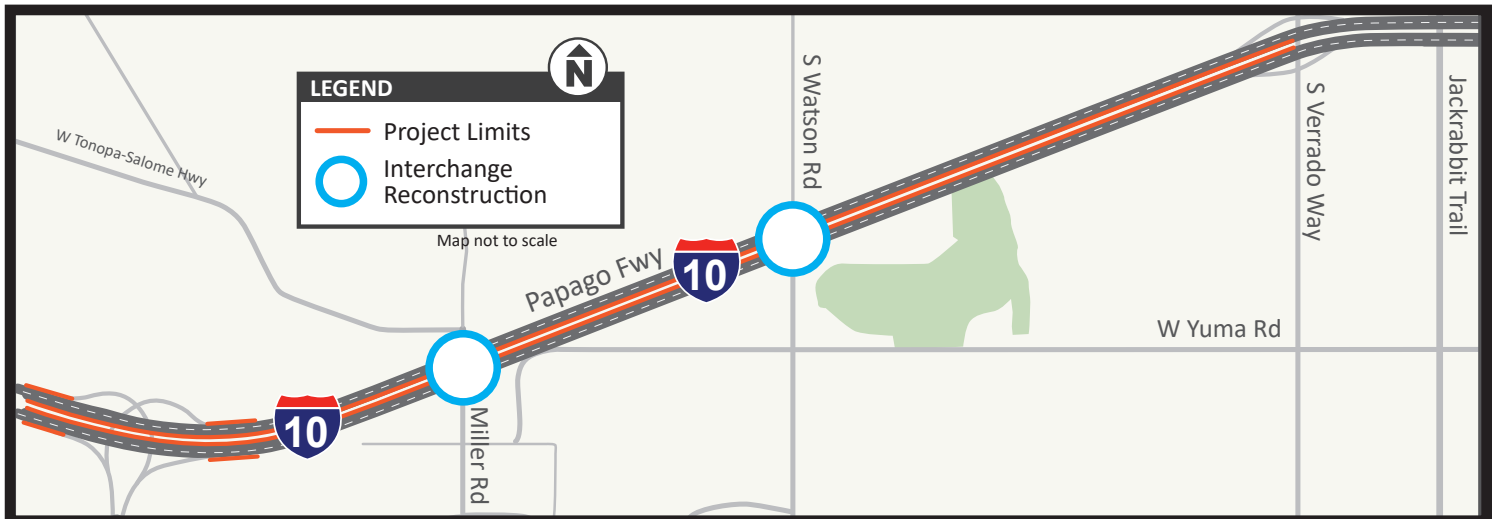 N
LEGEND
Project Limits
Interchange
Reconstruction
Map not to scale
W Tonopa-Salome Hwy
S Watson Rd
S Verrado Way
Jackrabbit Trail
Papago Fwy
10
W Yuma Rd
10
Miller Rd